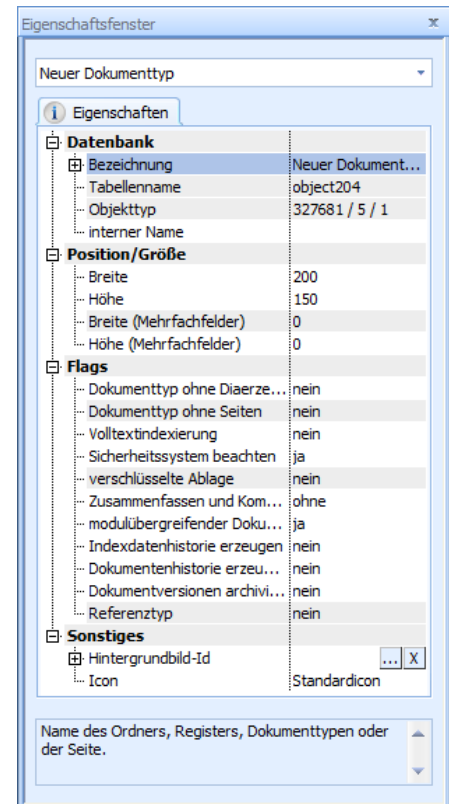 Eigenschaftsfenster x
Neuer Dokumenttyp
i Eigenschaften
Datenbank
Bezeichnung Neuer Dokument...
Tabellenname object204
Objekttyp 327681 / 5 / 1
interner Name
Position/Größe
Breite 200
Höhe 150
Breite (Mehrfachfelder) 0
Höhe (Mehrfachfelder) 0
Flags
Dokumenttyp ohne Diaerze... nein
Dokumenttyp ohne Seiten nein
Volltextindexierung nein
Sicherheitssystem beachten ja
verschlüsselte Ablage nein
Zusammenfassen und Kom... ohne
modulübergreifender Doku... ja
Indexdatenhistorie erzeugen nein
Dokumentenhistorie erzeu... nein
Dokumentversionen archivi... nein
Referenztyp nein
Sonstiges
Hintergrundbild-Id ... X
Icon Standardicon
Name des Ordners, Registers, Dokumenttypen oder
der Seite.